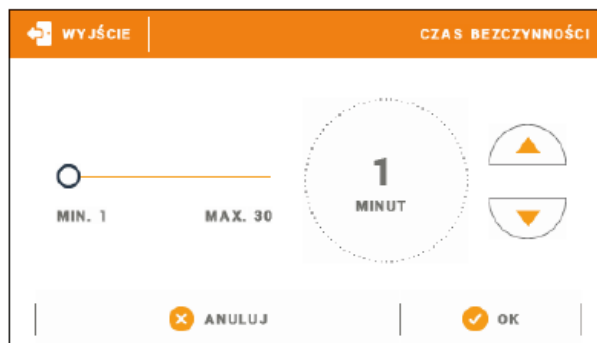 WYJŚCIE
CZAS BEZCZYNNOŚCI
1
MINUT
MIN. 1
MAX. 30
ANULUJ
OK